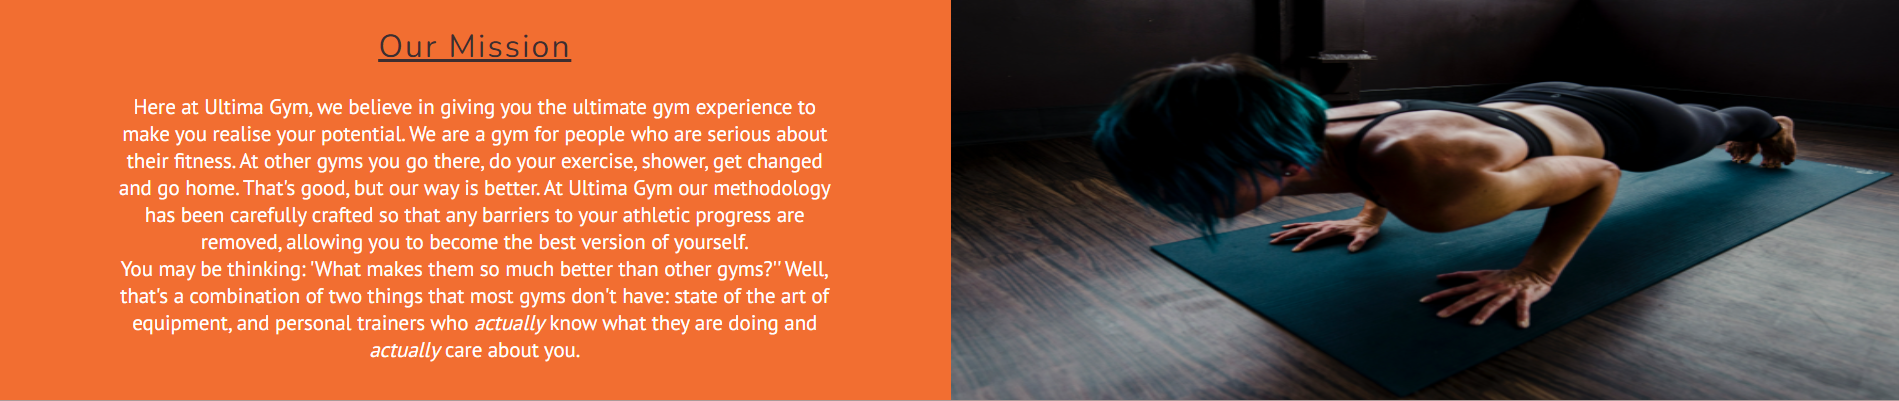 Our Mission
Here at Ultima Gym, we believe in giving you the ultimate gym experience to
make you realise your potential. We are a gym for people who are serious about
their fitness. At other gyms you go there, do your exercise, shower, get changed
and go home. That's good, but our way is better. At Ultima Gym our methodology
has been carefully crafted so that any barriers to your athletic progress are
removed, allowing you to become the best version of yourself.
You may be thinking: 'What makes them so much better than other gyms?'' Well,
that's a combination of two things that most gyms don't have: state of the art of
equipment, and personal trainers who actually know what they are doing and
actually care about you.